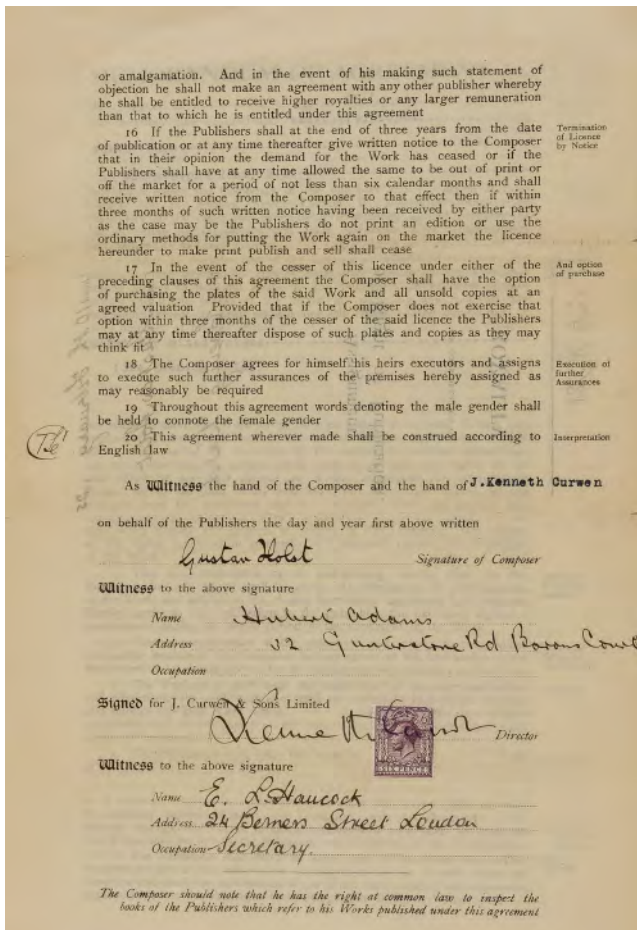 or amalgamation. And in the event of his making such statement of
objection he shall not make an agreement with any other publisher whereby
he shall be entitled to receive higher royalties or any larger remuneration
than that to which he is entitled under this agreement
16 If the Publishers shall at the end of three years from the date
of publication or at any time thereafter give written notice to the Composer
that in their opinion the demand for the Work has ceased or if the
Publishers shall have at any time allowed the same to be out of print or
off the market for a period of not less than six calendar months and shall
receive written notice from the Composer to that effect then if within
three months of such written notice having been received by either party
as the case may be the Publishers do not print an edition or use the
ordinary methods for putting the Work again on the market the licence
hereunder to make print publish and sell shall cease
Termination
of Licence
by Notice
17 In the event of the cesser of this licence under either of the
preceding clauses of this agreement the Composer shall have the option
of purchasing the plates of the said Work and all unsold copies at an
agreed valuation Provided that if the Composer does not exercise that
option within three months of the cesser of the said licence the Publishers
may at any time thereafter dispose of such plates and copies as they may
think fit
And option
of purchase
18 The Composer agrees for himself his heirs executors and assigns
to execute such further assurances of the premises hereby assigned as
may reasonably be required
Execution of
further
Assurances
19 Throughout this agreement words denoting the male gender shall
be held to connote the female gender
20 This agreement wherever made shall be construed according to
English law
Interpretation
As Witness the hand of the Composer and the hand of J.Kenneth Curwen
on behalf of the Publishers the day and year first above written
Gustav Holst Signature of Composer
Witness to the above signature
Name Hubert Adams
Address 32 Gunterstone Rd Barons Court
Occupation
Signed for J. Curwen & Sons Limited
Director
SIX PENCE
Witness to the above signature
Name E. L. Haucock
Address 24 Berners Street London
Occupation Secretary.
The Composer should note that he has the right at common law to inspect the
books of the Publishers which refer to his Works published under this agreement